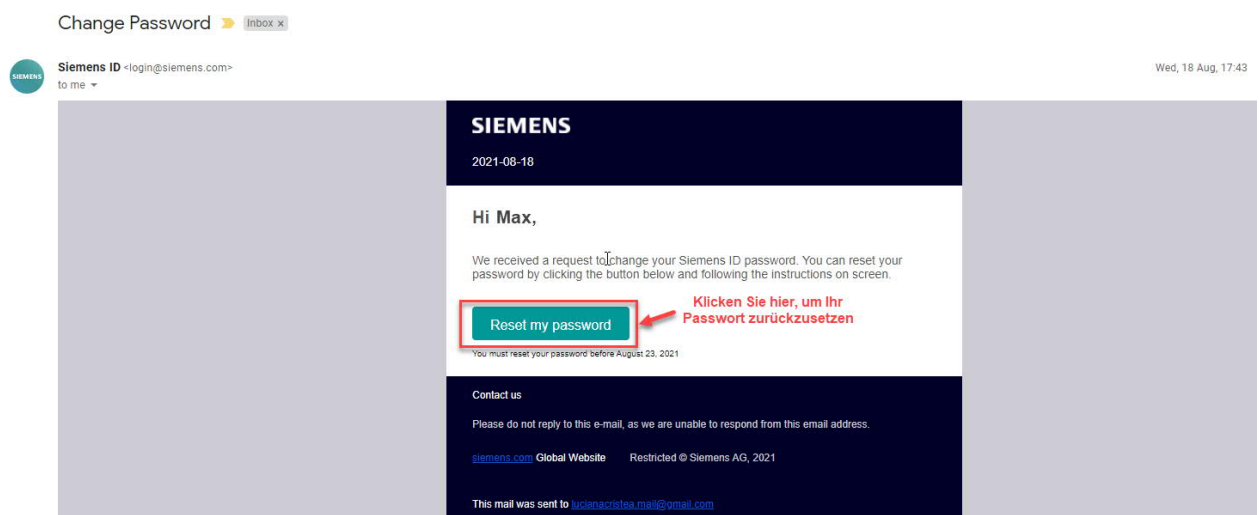 Change Password
Inbox x
SIEMENS
Siemens ID <login@siemens.com>
Wed, 18 Aug, 17:43
to me
SIEMENS
2021-08-18
Hi Max,
We received a request to change your Siemens ID password. You can reset your
password by clicking the button below and following the instructions on screen.
Klicken Sie hier, um Ihr
Passwort zurückzusetzen
Reset my password
You must reset your password before August 23, 2021
Contact us
Please do not reply to this e-mail, as we are unable to respond from this email address.
siemens.com Global Website Restricted © Siemens AG, 2021
This mail was sent to lucianacristea.mail@gmail.com